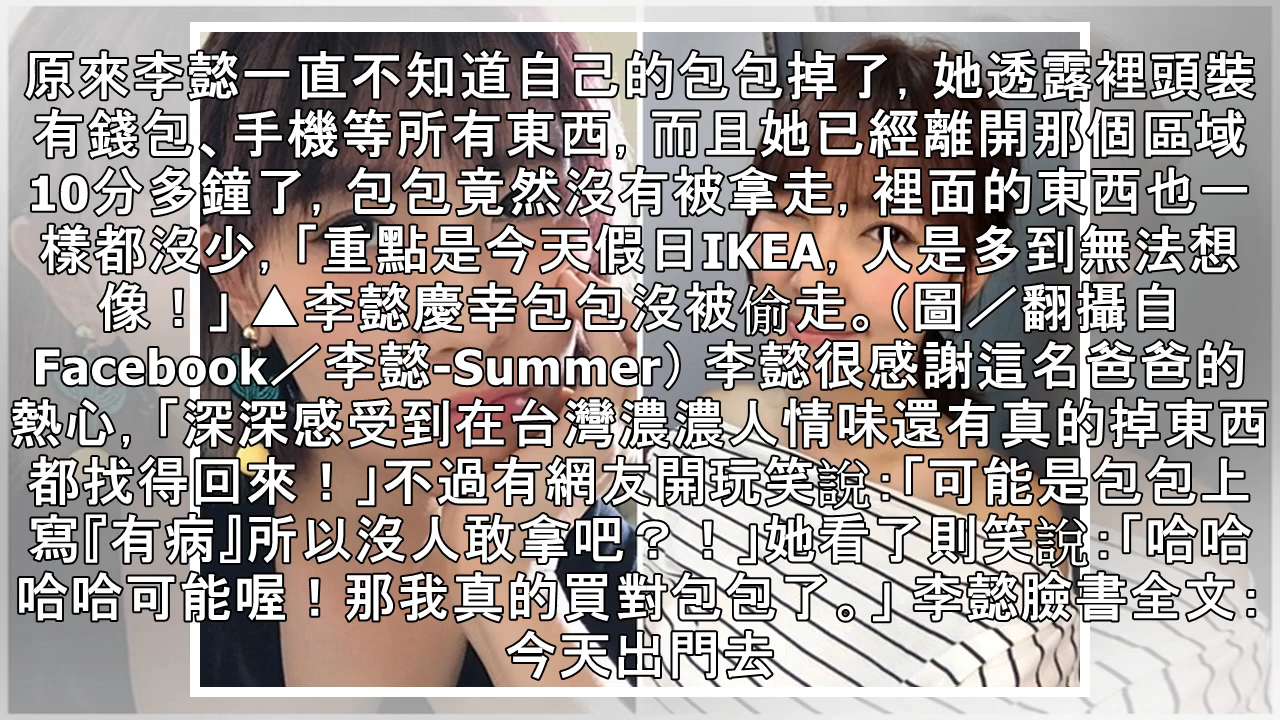 原來李懿一直不知道自己的包包掉了, 她透露裡頭裝
有錢包、手機等所有東西, 而且她已經離開那個區域
10分多鐘了, 包包竟然沒有被拿走, 裡面的東西也一
樣都沒少,「重點是今天假日IKEA, 人是多到無法想
像！」▲李懿慶幸包包沒被偷走。(圖／翻攝自
Facebook／李懿-Summer) 李懿很感謝這名爸爸的
熱心,「深深感受到在台灣濃濃人情味還有真的掉東西
都找得回來！」不過有網友開玩笑說:「可能是包包上
寫『有病』所以沒人敢拿吧？！」她看了則笑說:「哈哈
哈哈可能喔！那我真的買對包包了。」李懿臉書全文:
今天出門去